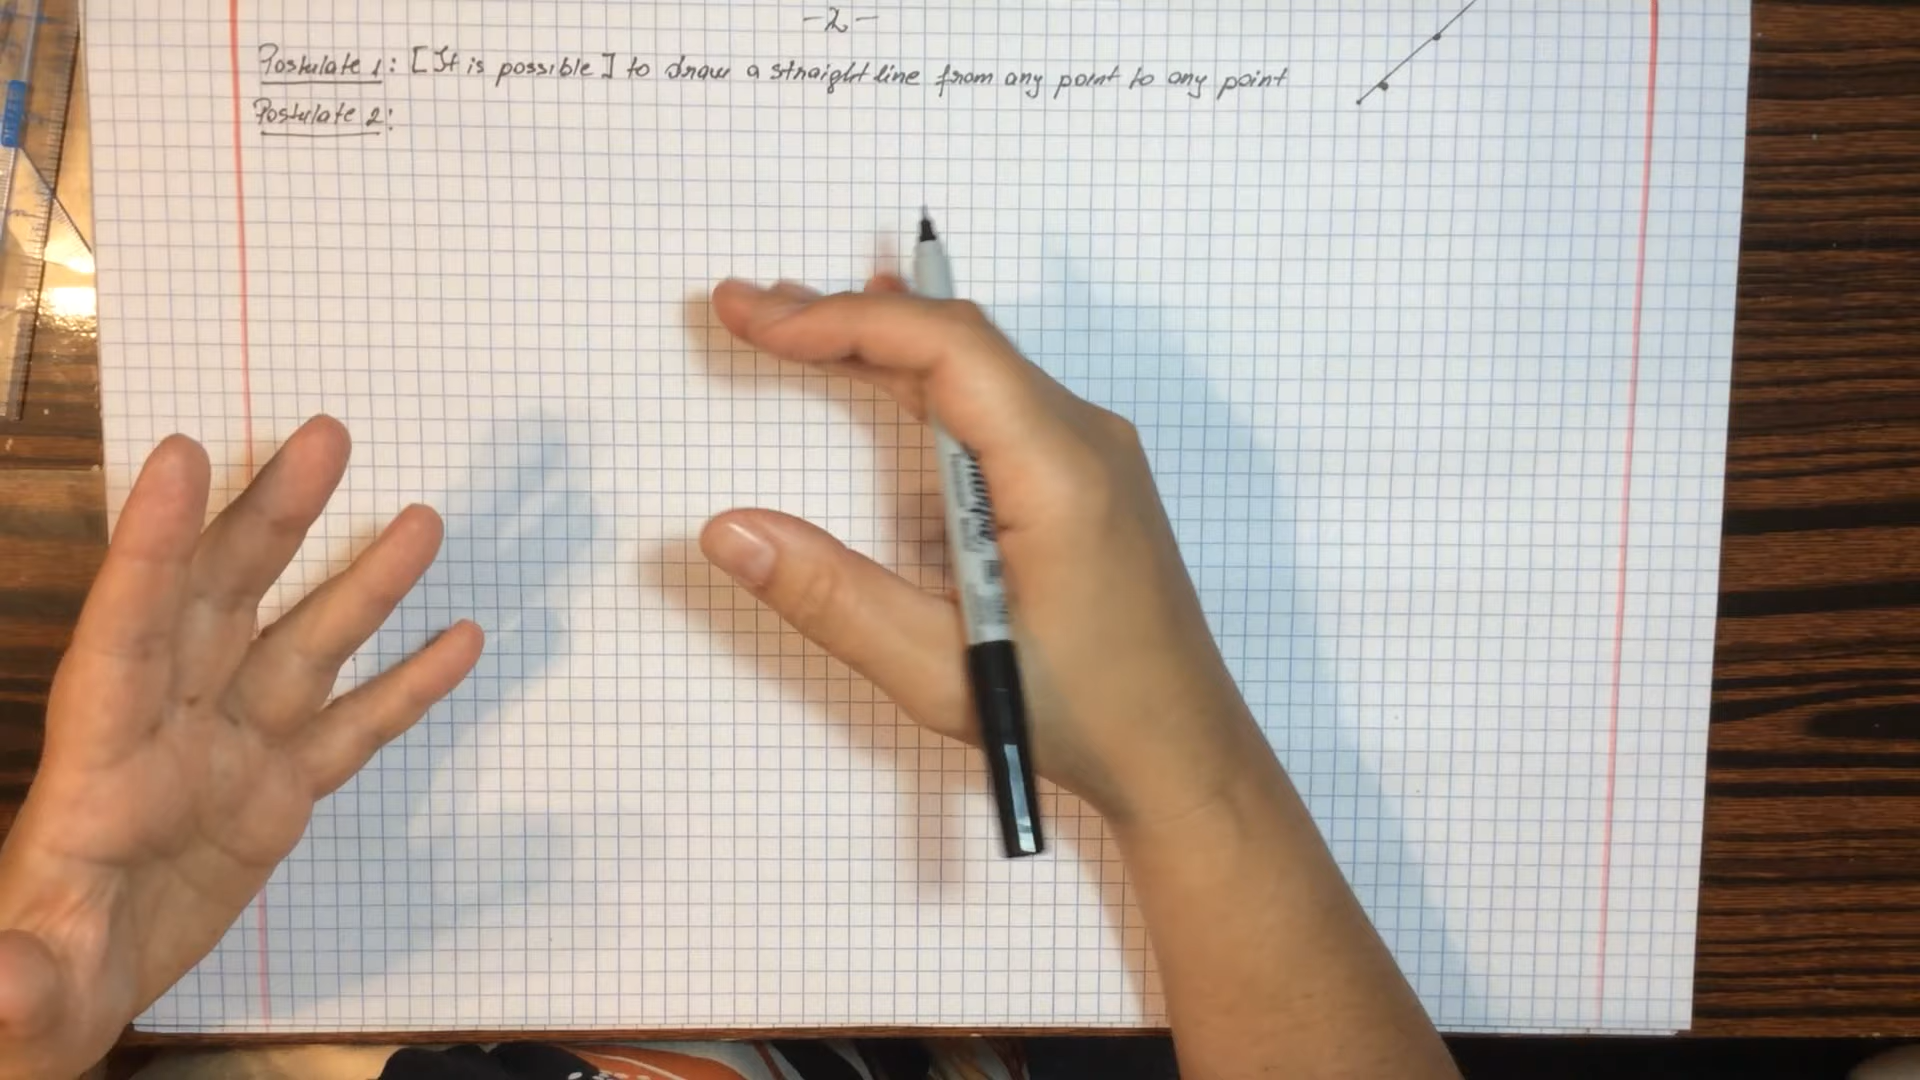 -2-
Postulate 1: [It is possible] to draw a straight line from any point to any point
Postulate 2: